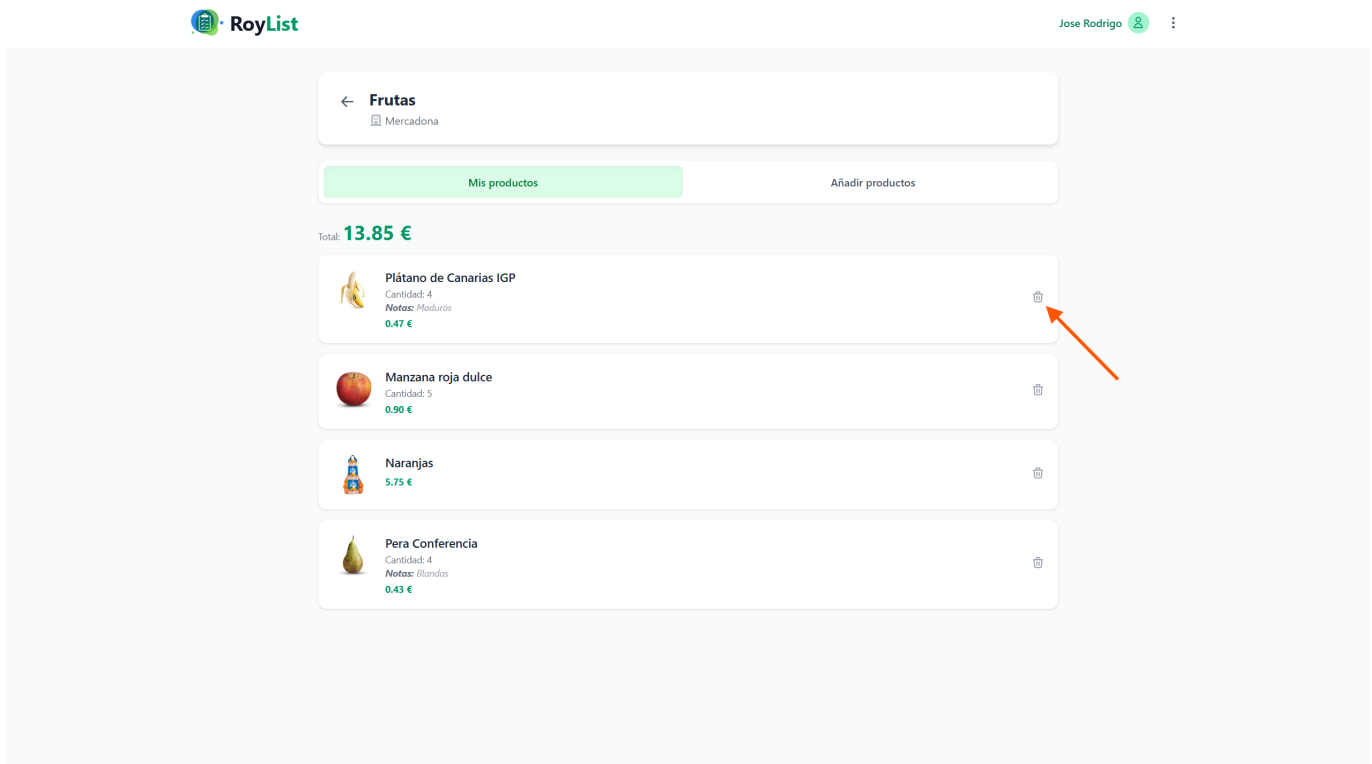 RoyList
Jose Rodrigo
Frutas
Mercadona
Mis productos
Añadir productos
Total: 13.85 €
Plátano de Canarias IGP
Cantidad: 4
Notas: Maduros
0.47 €
Manzana roja dulce
Cantidad: 5
0.90 €
Naranjas
5.75 €
Pera Conferencia
Cantidad: 4
Notas: Blandas
0.43 €